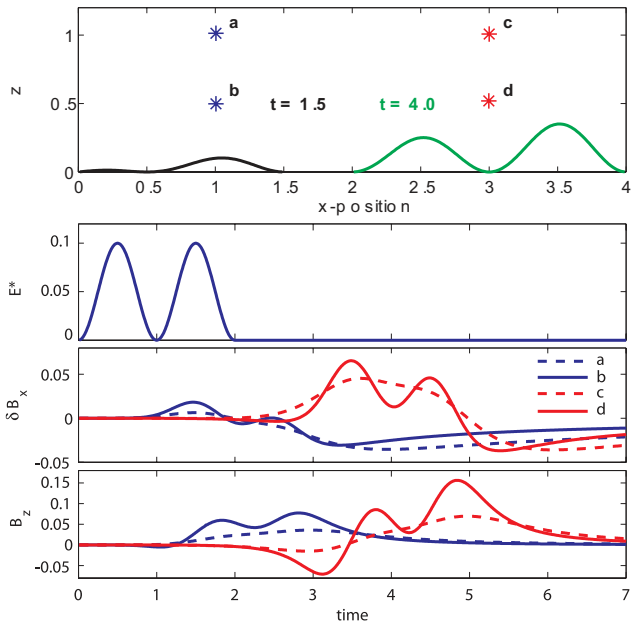 1
a
c
z
0.5
b
t = 1.5
t = 4.0
d
0
0 0.5 1 1.5 2 2.5 3 3.5 4
x-position
0.1
E*
0.05
0
0.05
δB_x
0
-0.05
a
b
c
d
0.15
B_z
0.1
0.05
0
-0.05
0 1 2 3 4 5 6 7
time